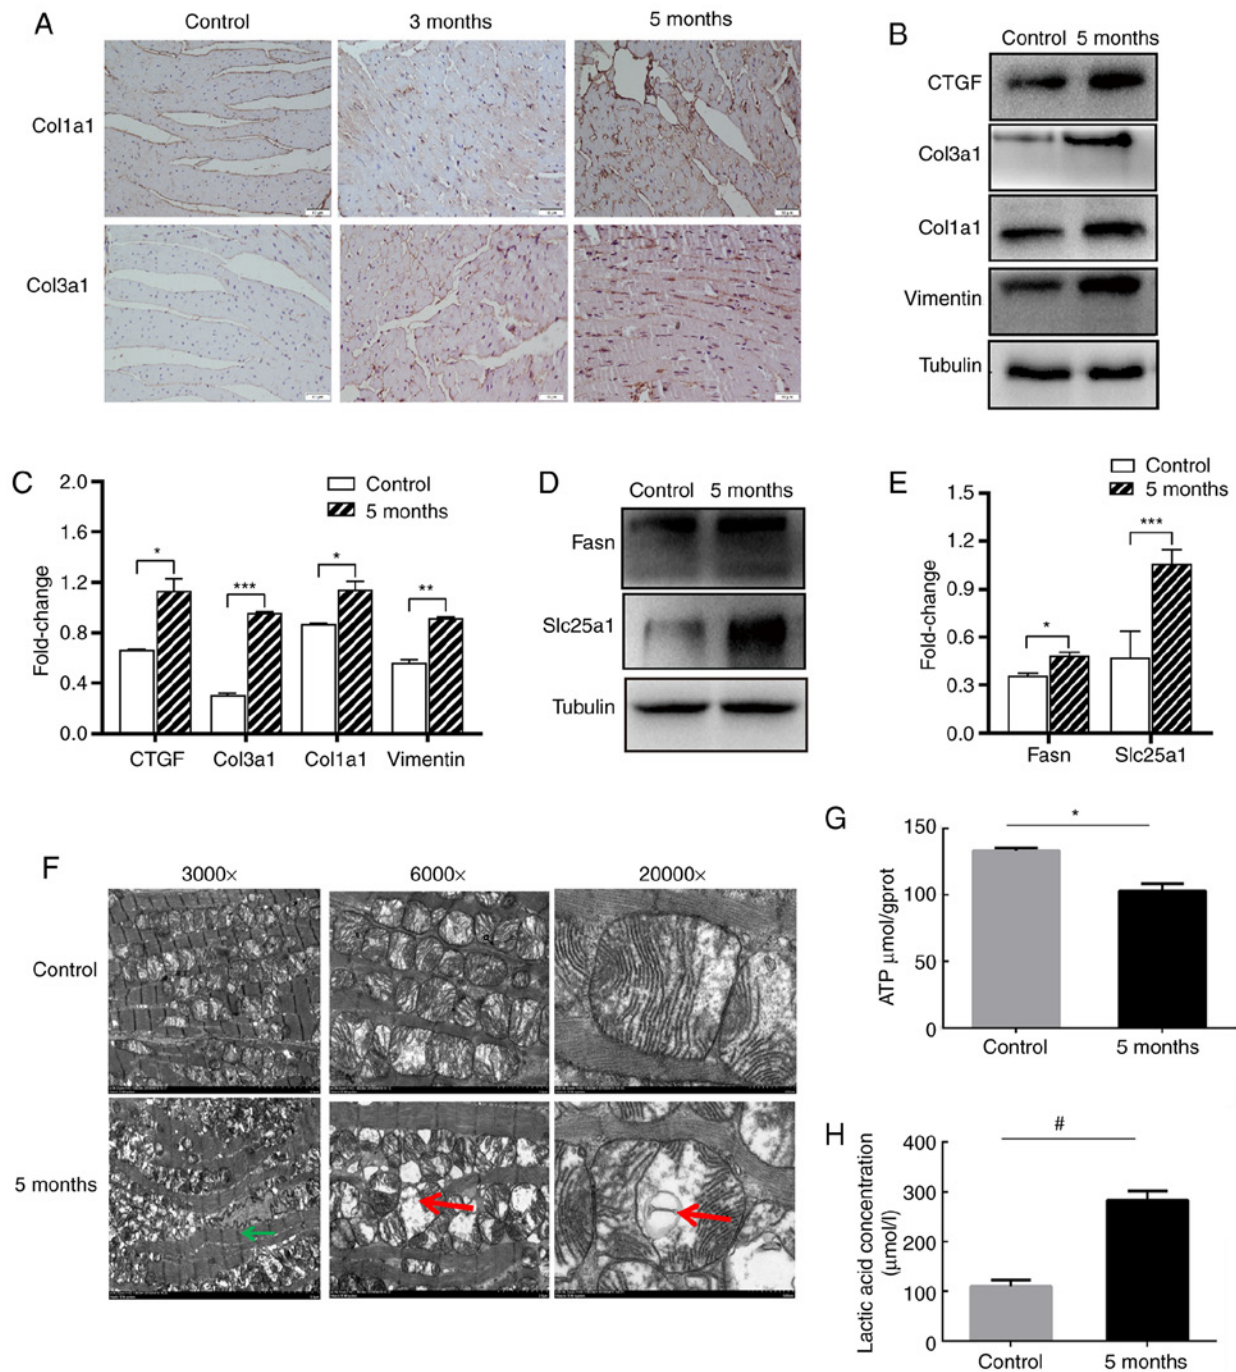 A
Control
3 months
5 months
Col1a1
Col3a1
B
Control 5 months
CTGF
Col3a1
Col1a1
Vimentin
Tubulin
C
2.0
1.6
1.2
0.8
0.4
0.0
Fold-change
Control
5 months
*
***
*
**
CTGF
Col3a1
Col1a1
Vimentin
D
Control 5 months
Fasn
Slc25a1
Tubulin
E
Control
5 months
1.5
1.2
0.9
0.6
0.3
0.0
Fold-change
*
***
Fasn
Slc25a1
F
3000×
6000×
20000×
Control
5 months
G
150
100
50
0
ATP μmol/gprot
*
Control
5 months
H
400
300
200
100
0
Lactic acid concentration
(μmol/l)
#
Control
5 months